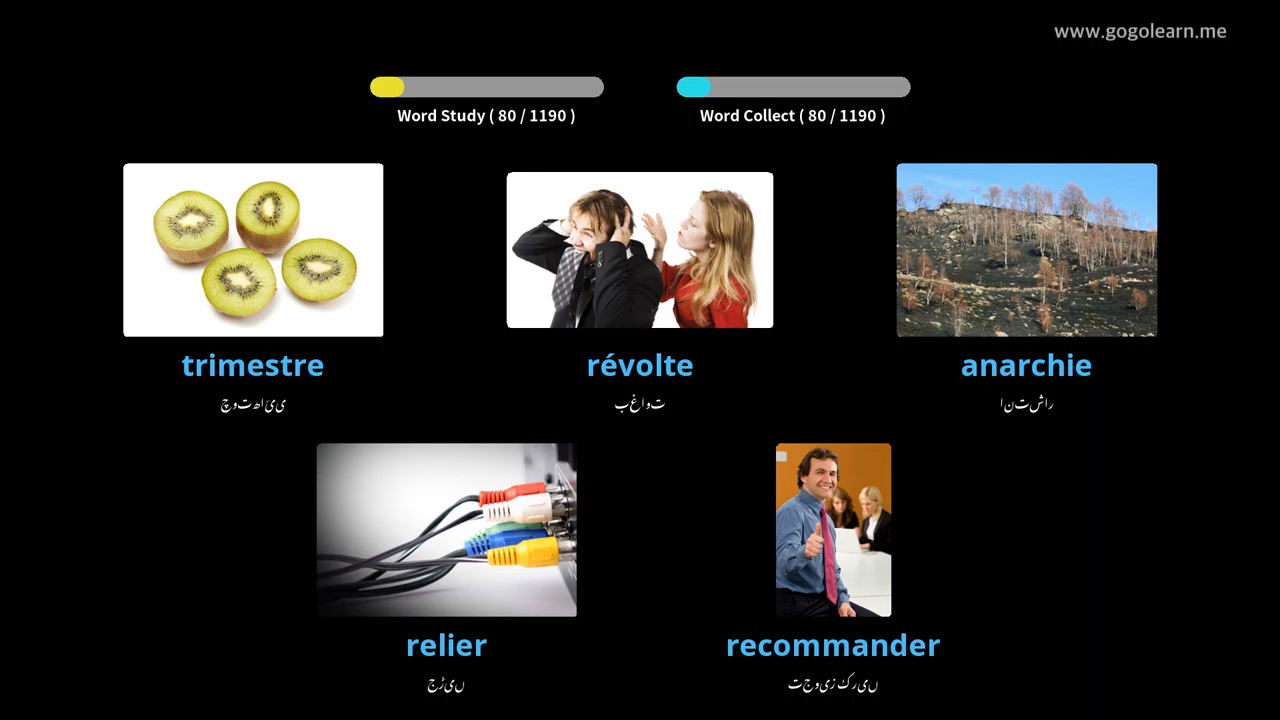 www.gogolearn.me
Word Study ( 80 / 1190 )
Word Collect ( 80 / 1190 )
trimestre
révolte
anarchie
چوتھائی
بغاوت
انتشار
relier
recommander
جڑیں
تجویز کریں